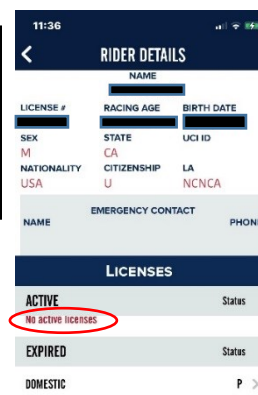 11:36
RIDER DETAILS
NAME
LICENSE # RACING AGE BIRTH DATE
SEX STATE UCI ID
M CA
NATIONALITY CITIZENSHIP LA
USA U NCNCA
EMERGENCY CONTACT
NAME PHON
LICENSES
ACTIVE Status
No active licenses
EXPIRED Status
DOMESTIC P